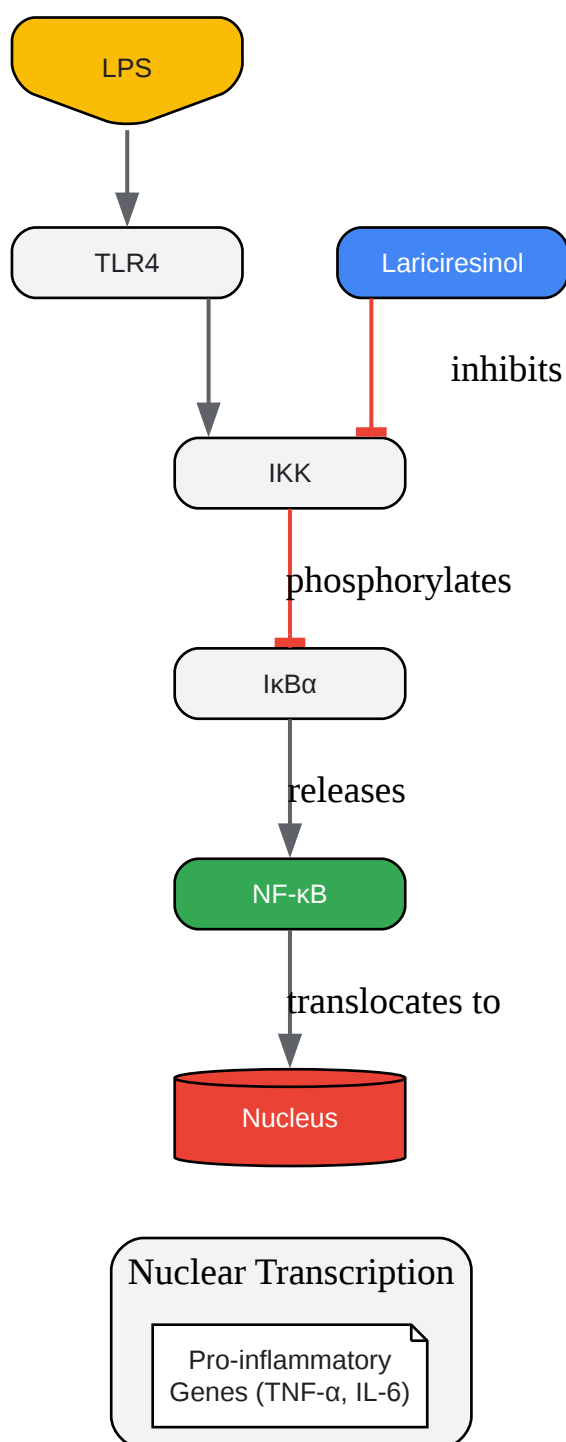 LPS
TLR4
Lariciresinol
inhibits
IKK
phosphorylates
IκBα
releases
NF-κB
translocates to
Nucleus
Nuclear Transcription
Pro-inflammatory
Genes (TNF-α, IL-6)